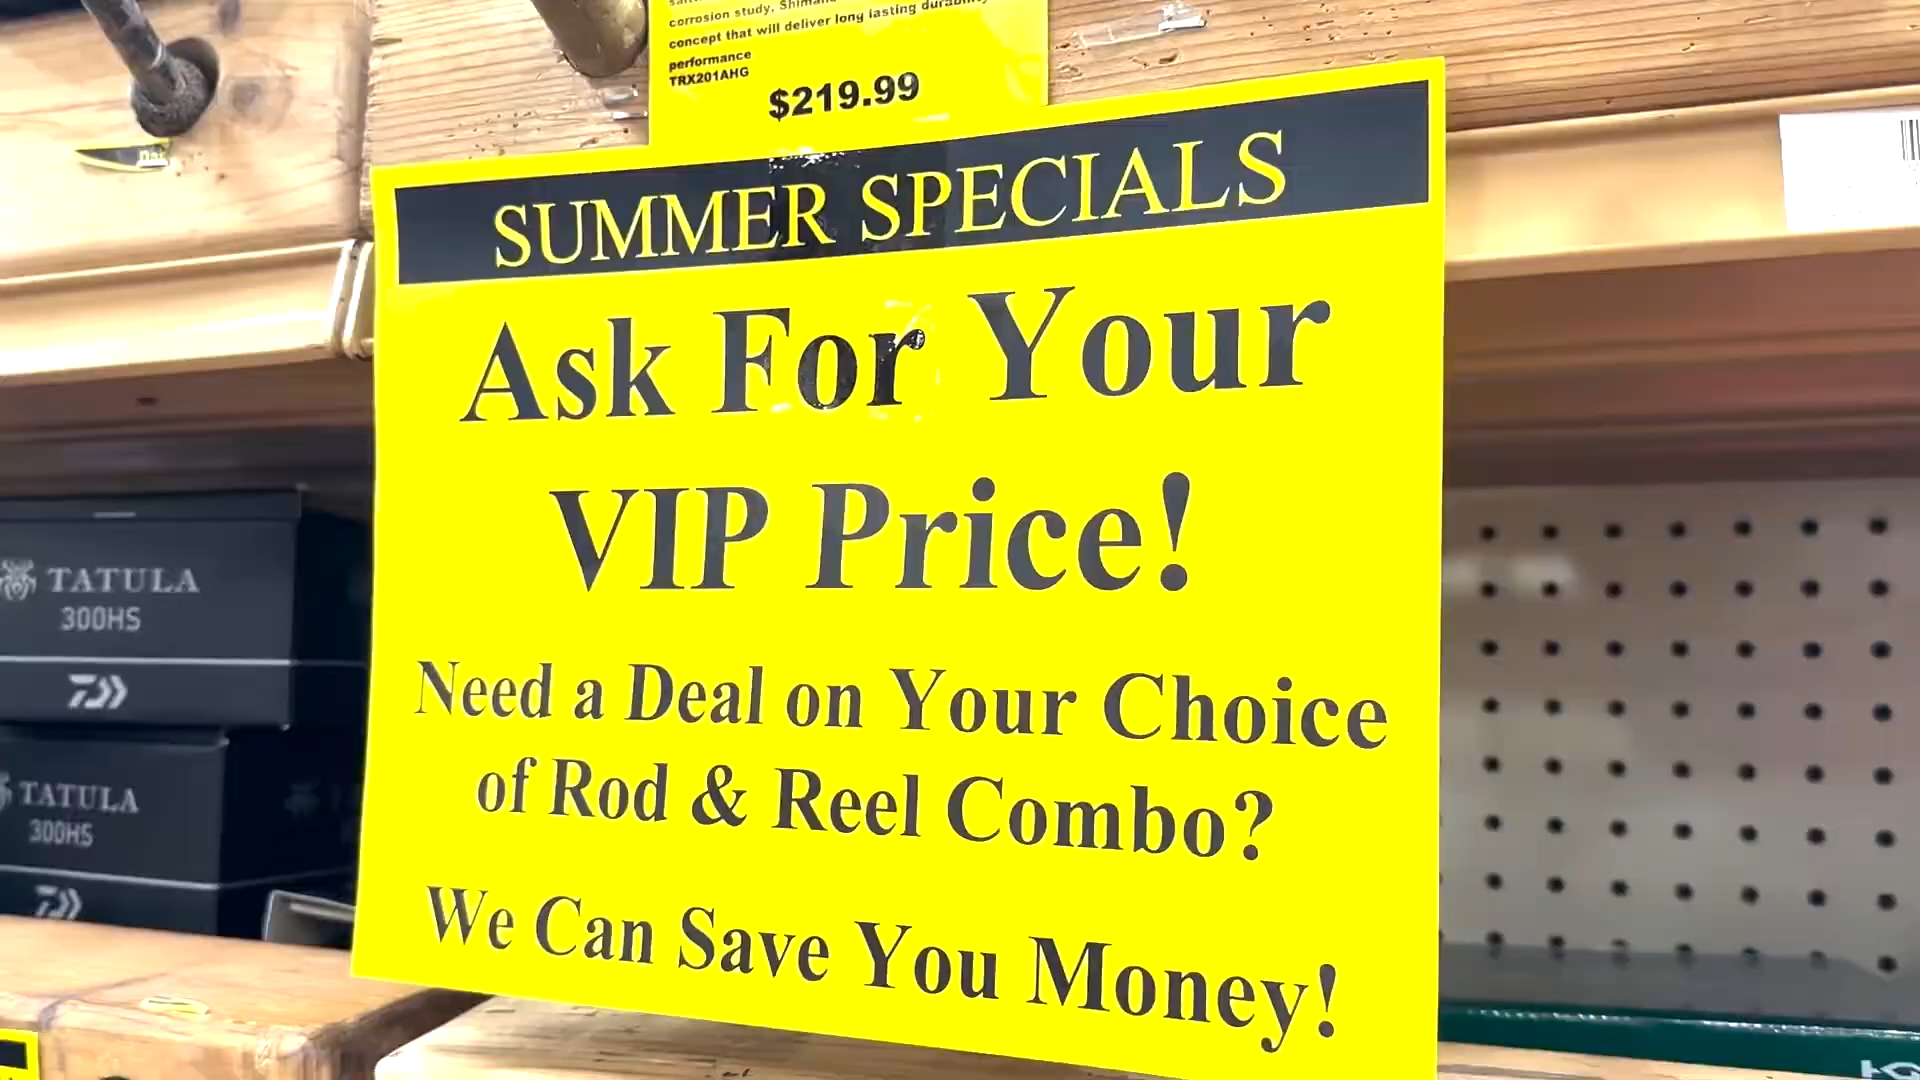 corrosion study,
concept that will deliver long lasting durability
performance
TRX201AHG
$219.99
SUMMER SPECIALS
Ask For Your
VIP Price!
Need a Deal on Your Choice
of Rod & Reel Combo?
We Can Save You Money!
TATULA
300HS
TATULA
300HS